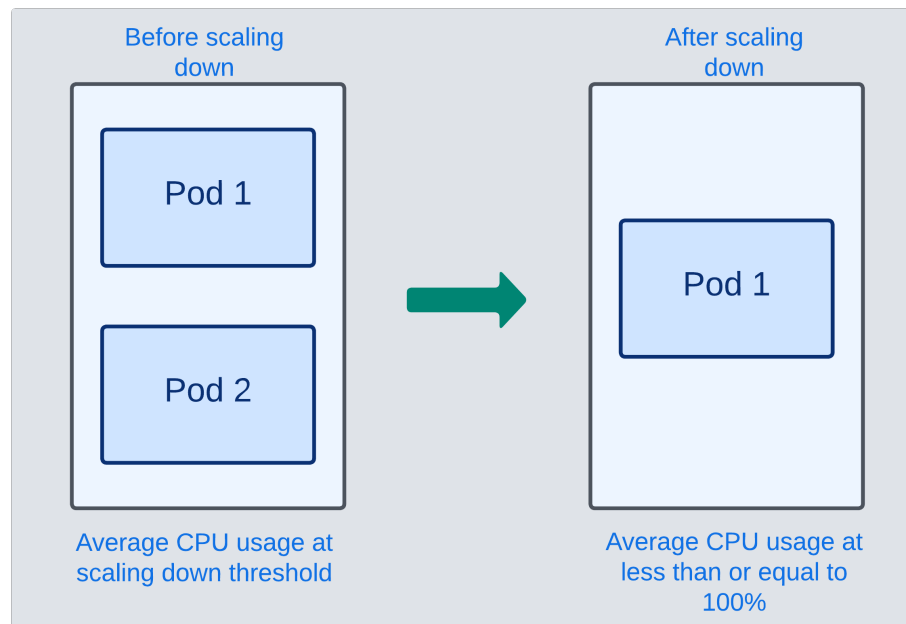 Before scaling
down
Pod 1
Pod 2
Average CPU usage at
scaling down threshold
After scaling
down
Pod 1
Average CPU usage at
less than or equal to
100%